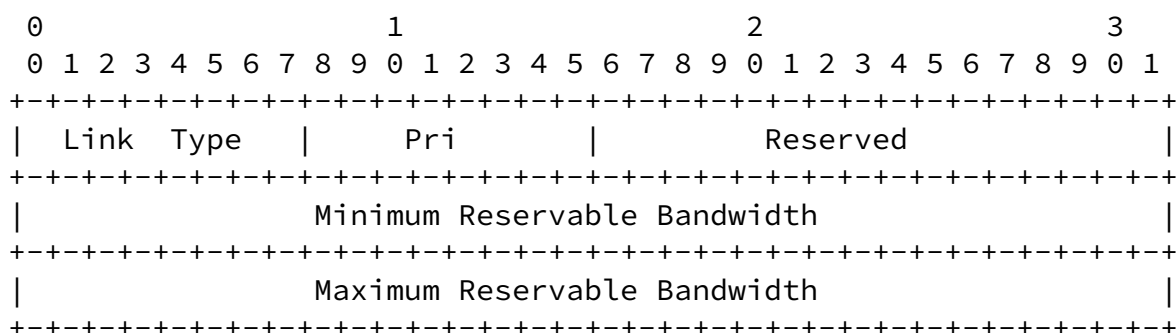 0                   1                   2                   3
 0 1 2 3 4 5 6 7 8 9 0 1 2 3 4 5 6 7 8 9 0 1 2 3 4 5 6 7 8 9 0 1
+-+-+-+-+-+-+-+-+-+-+-+-+-+-+-+-+-+-+-+-+-+-+-+-+-+-+-+-+-+-+-+-+
|  Link  Type   |     Pri       |         Reserved              |
+-+-+-+-+-+-+-+-+-+-+-+-+-+-+-+-+-+-+-+-+-+-+-+-+-+-+-+-+-+-+-+-+
|                Minimum Reservable Bandwidth                   |
+-+-+-+-+-+-+-+-+-+-+-+-+-+-+-+-+-+-+-+-+-+-+-+-+-+-+-+-+-+-+-+-+
|                Maximum Reservable Bandwidth                   |
+-+-+-+-+-+-+-+-+-+-+-+-+-+-+-+-+-+-+-+-+-+-+-+-+-+-+-+-+-+-+-+-+